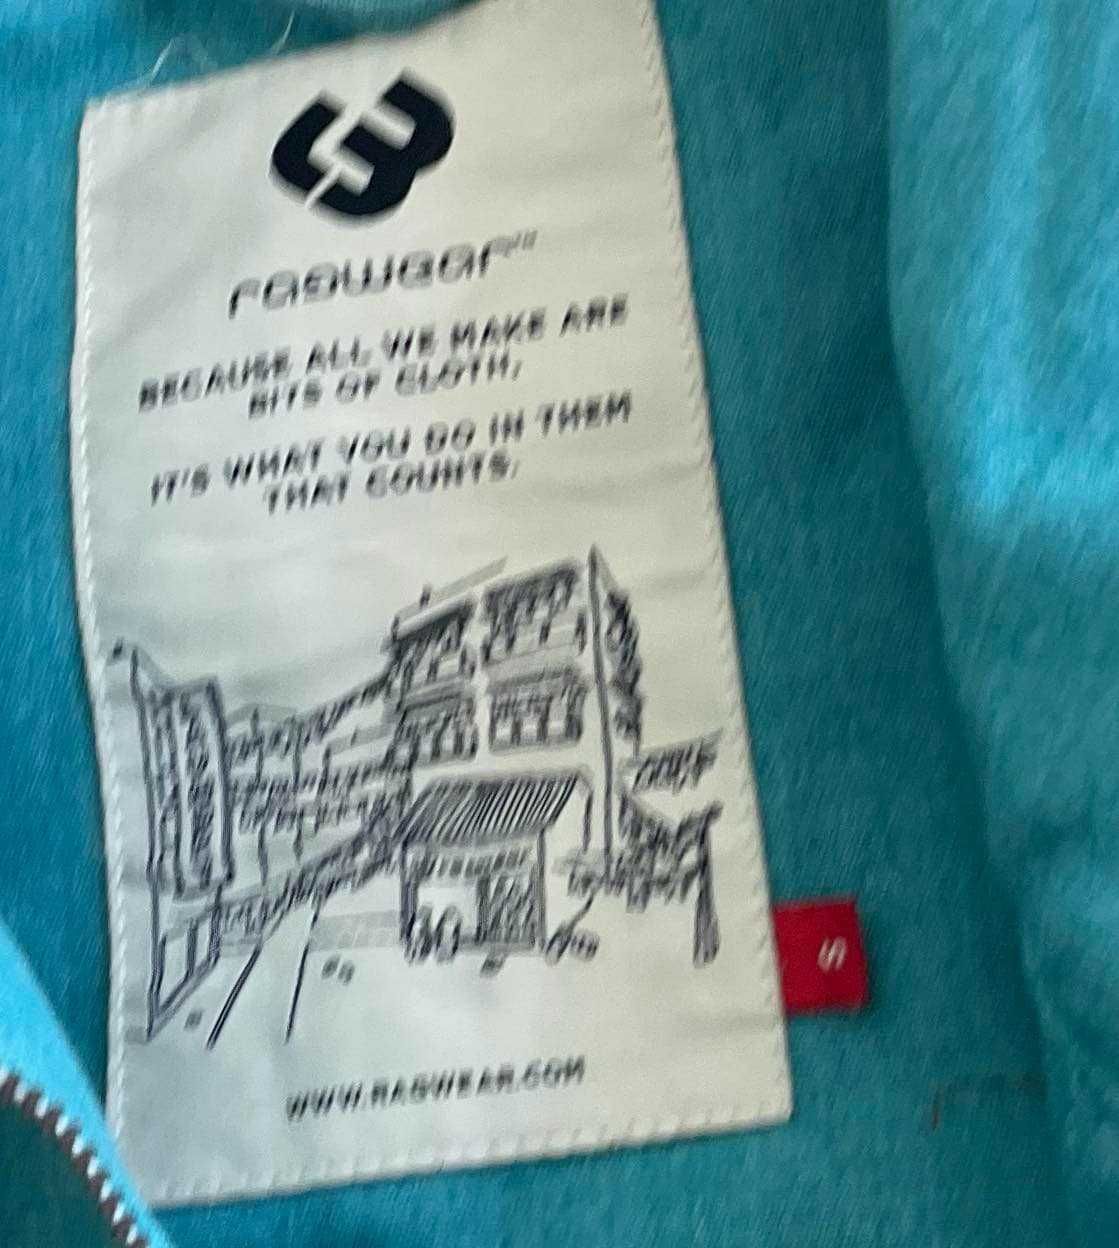 ragwear™
BECAUSE ALL WE MAKE ARE
BITS OF CLOTH,
IT'S WHAT YOU DO IN THEM
THAT COUNTS.
ragwear
S
WWW.RAGWEAR.COM